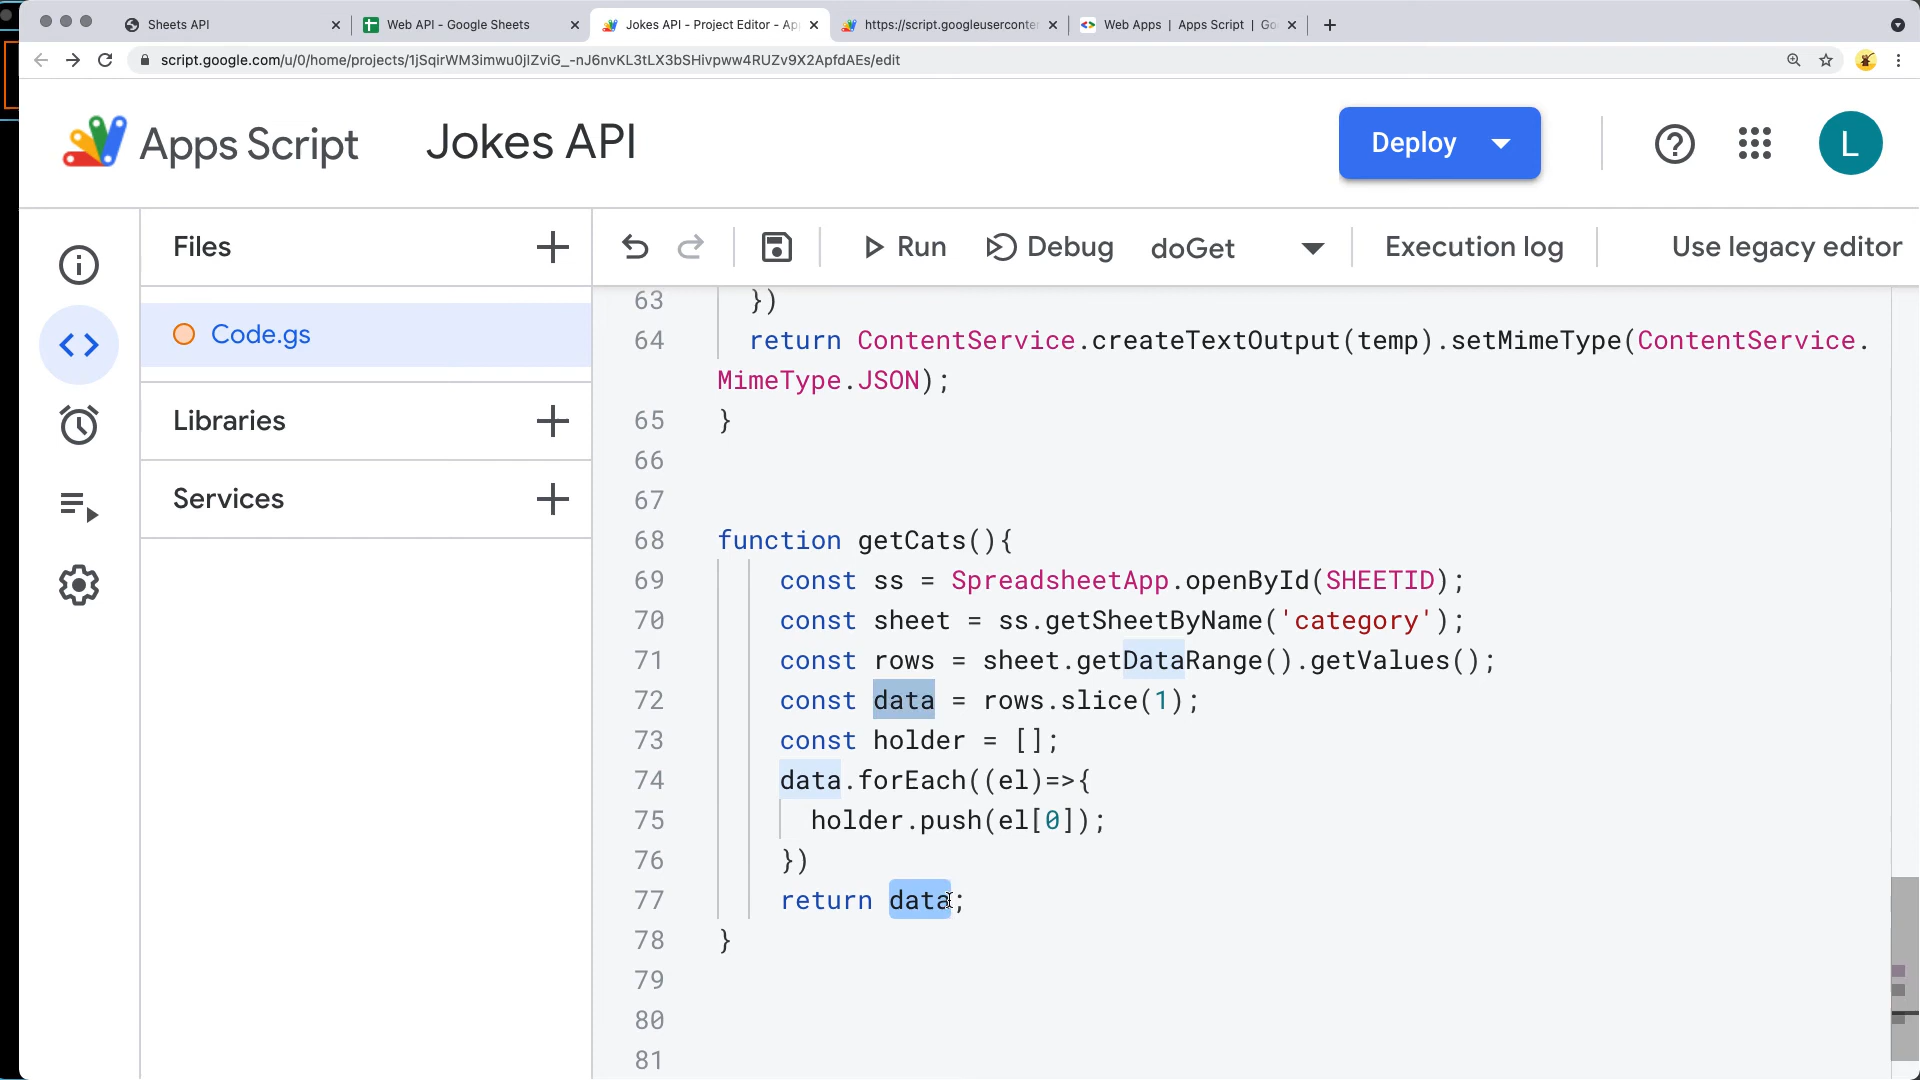 Sheets API
Web API - Google Sheets
Jokes API - Project Editor - Ap
https://script.googleuserconte
Web Apps | Apps Script | Go
script.google.com/u/0/home/projects/1jSqirWM3imwu0jlZviG_-nJ6nvKL3tLX3bSHivpww4RUZv9X2ApfdAEs/edit
Apps Script
Jokes API
Deploy
L
Files
Run
Debug
doGet
Execution log
Use legacy editor
Code.gs
Libraries
Services
63 })
64 return ContentService.createTextOutput(temp).setMimeType(ContentService.
MimeType.JSON);
65 }
66
67
68 function getCats(){
69 const ss = SpreadsheetApp.openById(SHEETID);
70 const sheet = ss.getSheetByName('category');
71 const rows = sheet.getDataRange().getValues();
72 const data = rows.slice(1);
73 const holder = [];
74 data.forEach((el)=>{
75 holder.push(el[0]);
76 })
77 return data;
78 }
79
80
81